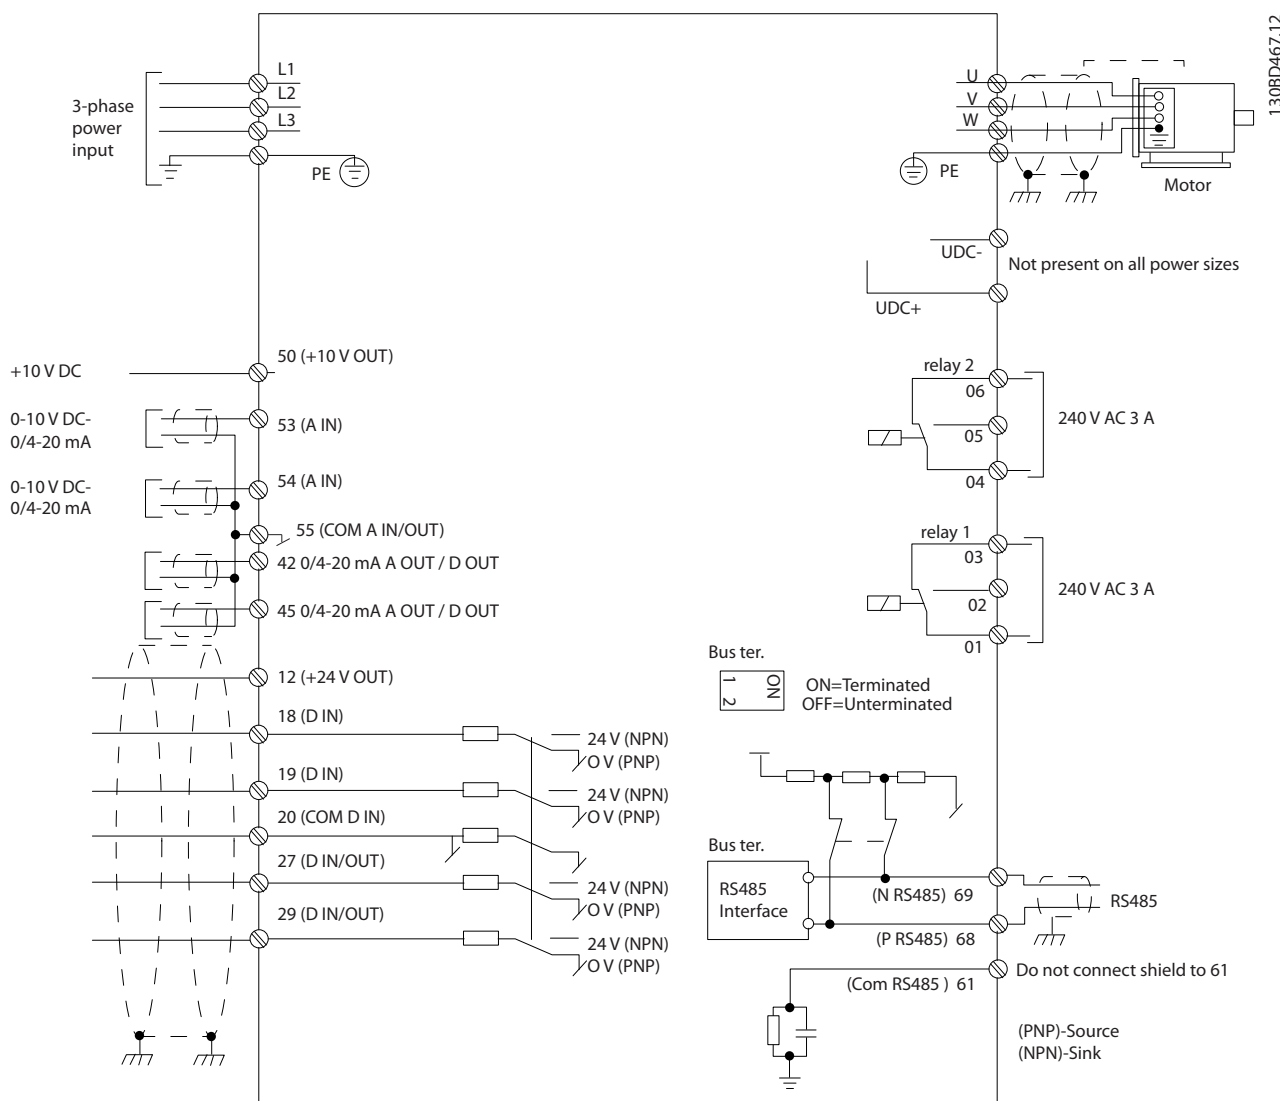 130BD467.12
3-phase
power
input
L1
L2
L3
PE
U
V
W
PE
Motor
UDC-
Not present on all power sizes
UDC+
+10 V DC
50 (+10 V OUT)
0-10 V DC-
0/4-20 mA
53 (A IN)
0-10 V DC-
0/4-20 mA
54 (A IN)
55 (COM A IN/OUT)
42 0/4-20 mA A OUT / D OUT
45 0/4-20 mA A OUT / D OUT
12 (+24 V OUT)
18 (D IN)
24 V (NPN)
O V (PNP)
19 (D IN)
24 V (NPN)
O V (PNP)
20 (COM D IN)
27 (D IN/OUT)
24 V (NPN)
O V (PNP)
29 (D IN/OUT)
24 V (NPN)
O V (PNP)
relay 2
06
05
04
240 V AC 3 A
relay 1
03
02
01
240 V AC 3 A
Bus ter.
1 2
ON
ON=Terminated
OFF=Unterminated
Bus ter.
RS485
Interface
(N RS485) 69
(P RS485) 68
RS485
(Com RS485 ) 61
Do not connect shield to 61
(PNP)-Source
(NPN)-Sink